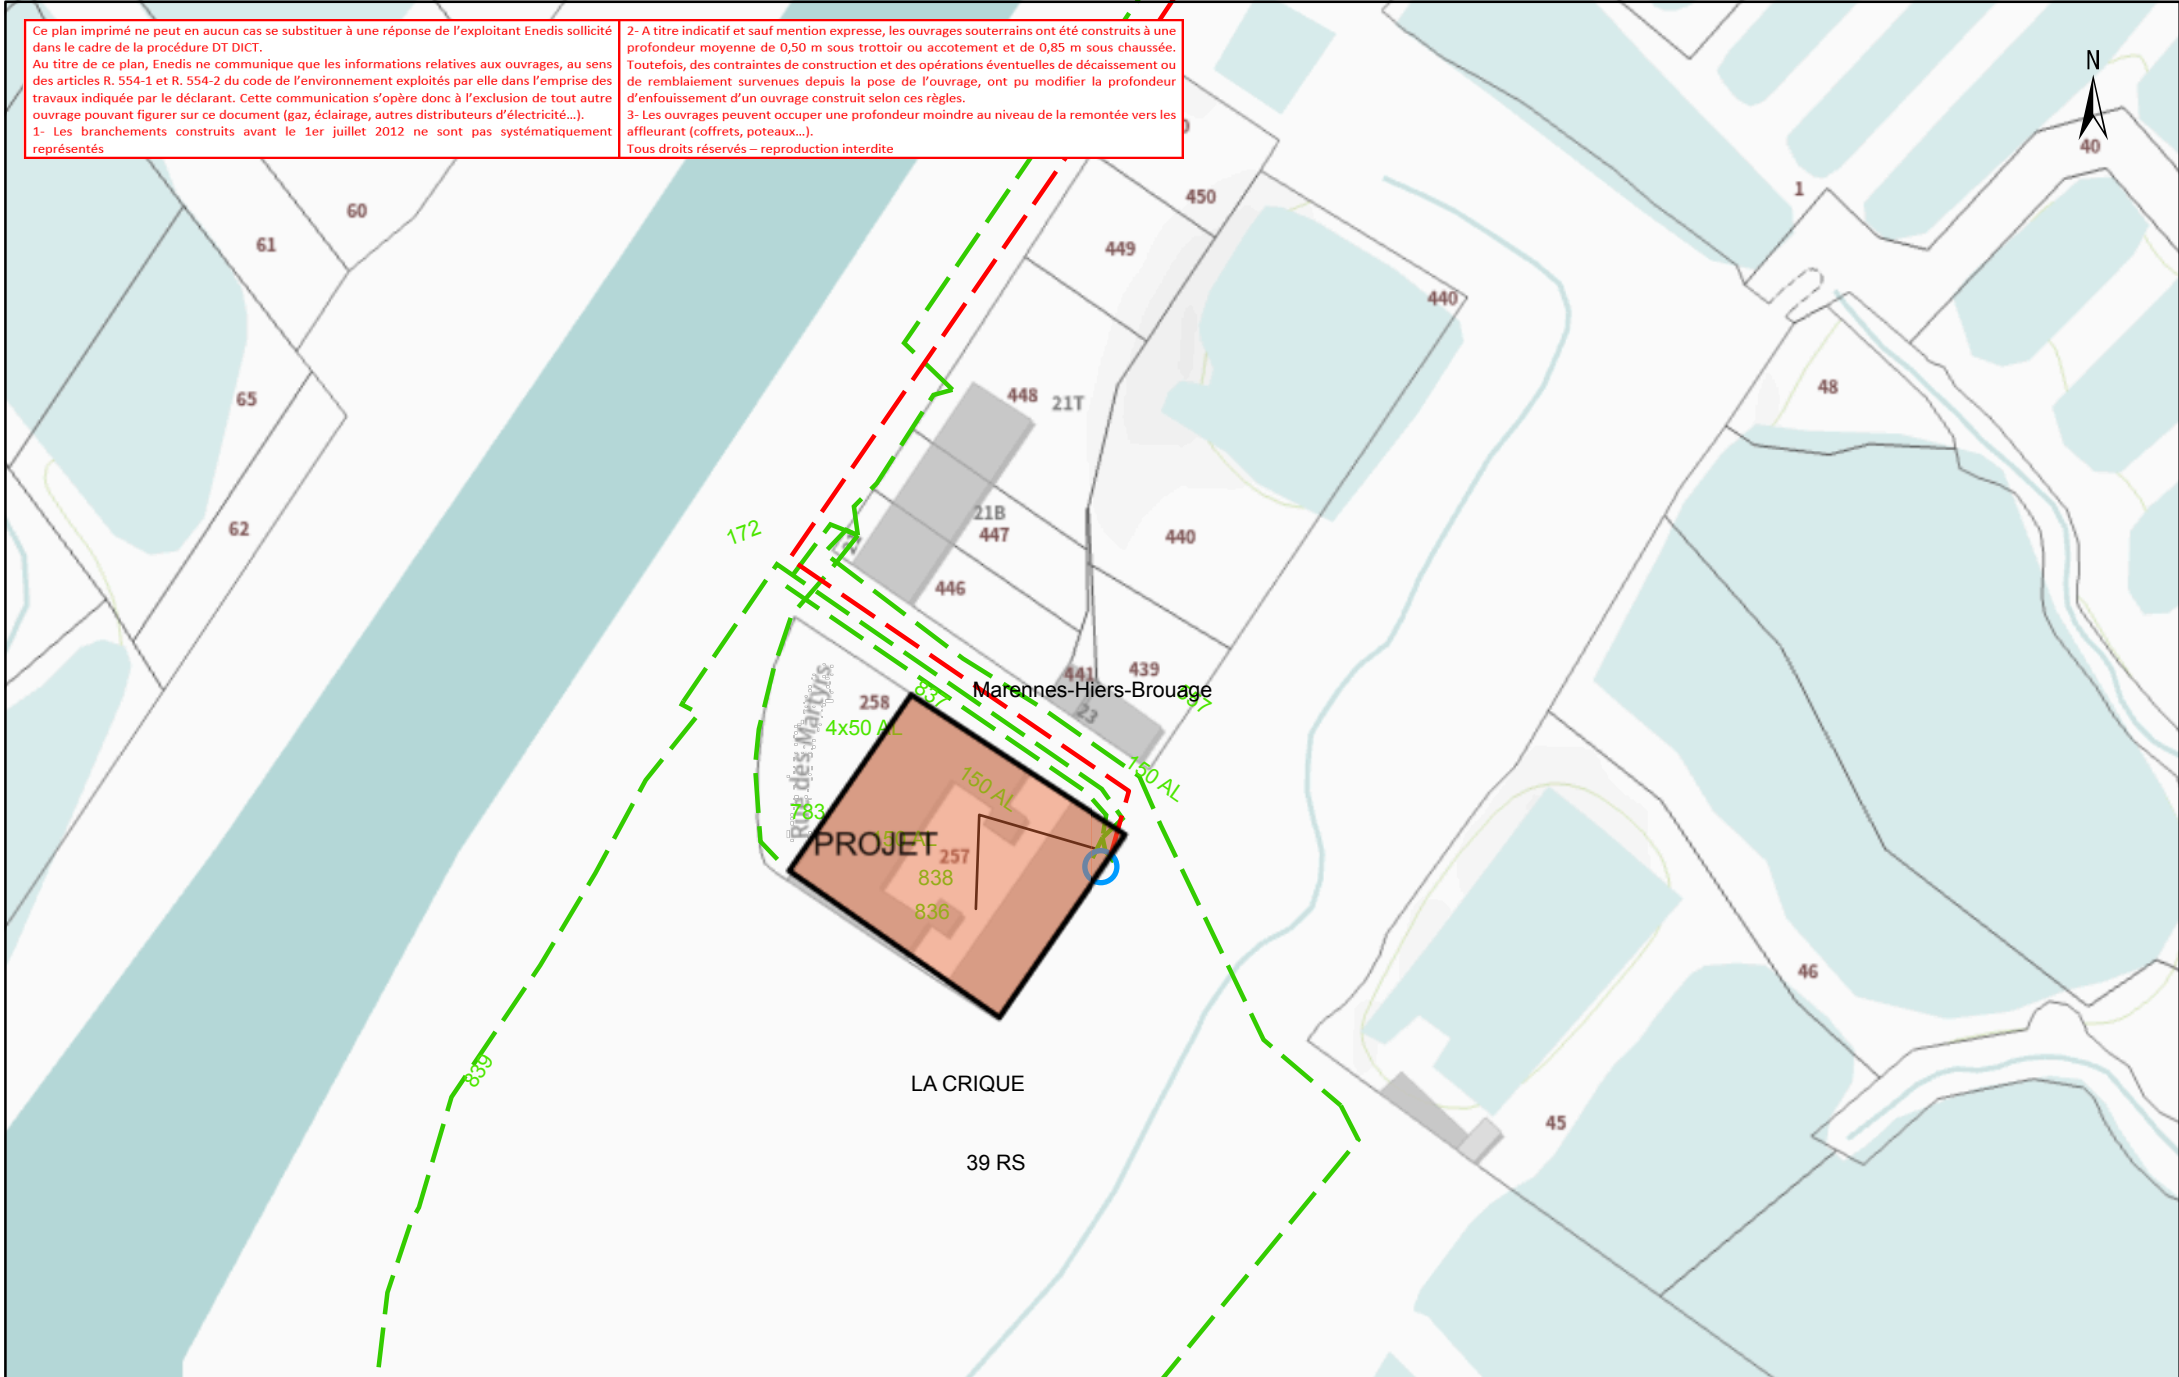 Ce plan imprimé ne peut en aucun cas se substituer à une réponse de l'exploitant Enedis sollicité
dans le cadre de la procédure DT DICT.
Au titre de ce plan, Enedis ne communique que les informations relatives aux ouvrages, au sens
des articles R. 554-1 et R. 554-2 du code de l'environnement exploités par elle dans l'emprise des
travaux indiquée par le déclarant. Cette communication s'opère donc à l'exclusion de tout autre
ouvrage pouvant figurer sur ce document (gaz, éclairage, autres distributeurs d'électricité...).
1- Les branchements construits avant le 1er juillet 2012 ne sont pas systématiquement
représentés
2- A titre indicatif et sauf mention expresse, les ouvrages souterrains ont été construits à une
profondeur moyenne de 0,50 m sous trottoir ou accotement et de 0,85 m sous chaussée.
Toutefois, des contraintes de construction et des opérations éventuelles de décaissement ou
de remblaiement survenues depuis la pose de l'ouvrage, ont pu modifier la profondeur
d'enfouissement d'un ouvrage construit selon ces règles.
3- Les ouvrages peuvent occuper une profondeur moindre au niveau de la remontée vers les
affleurant (coffrets, poteaux...).
Tous droits réservés – reproduction interdite
N
40
1
60
450
61
449
440
48
65
448
21T
21B
62
447
440
172
446
441
439
Marennes-Hiers-Brouage
837
258
23
4x50 AL
Rue des Martyrs
150 AL
150 AL
783
PROJET
150 AL
257
838
836
46
839
LA CRIQUE
45
39 RS